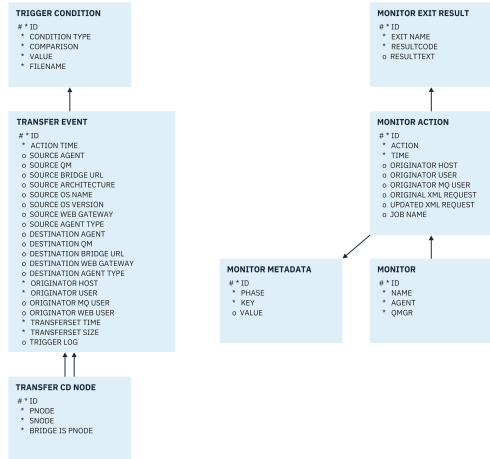 TRIGGER CONDITION
# * ID
* CONDITION TYPE
* COMPARISON
* VALUE
* FILENAME
MONITOR EXIT RESULT
# * ID
* EXIT NAME
* RESULTCODE
o RESULTTEXT
TRANSFER EVENT
# * ID
* ACTION TIME
o SOURCE AGENT
o SOURCE QM
o SOURCE BRIDGE URL
o SOURCE ARCHITECTURE
o SOURCE OS NAME
o SOURCE OS VERSION
o SOURCE WEB GATEWAY
o SOURCE AGENT TYPE
o DESTINATION AGENT
o DESTINATION QM
o DESTINATION BRIDGE URL
o DESTINATION WEB GATEWAY
o DESTINATION AGENT TYPE
* ORIGINATOR HOST
* ORIGINATOR USER
o ORIGINATOR MQ USER
o ORIGINATOR WEB USER
* TRANSFERSET TIME
* TRANSFERSET SIZE
o TRIGGER LOG
MONITOR ACTION
# * ID
* ACTION
* TIME
o ORIGINATOR HOST
o ORIGINATOR USER
o ORIGINATOR MQ USER
o ORIGINAL XML REQUEST
o UPDATED XML REQUEST
o JOB NAME
MONITOR METADATA
# * ID
* PHASE
* KEY
o VALUE
MONITOR
# * ID
* NAME
* AGENT
* QMGR
TRANSFER CD NODE
# * ID
* PNODE
* SNODE
* BRIDGE IS PNODE